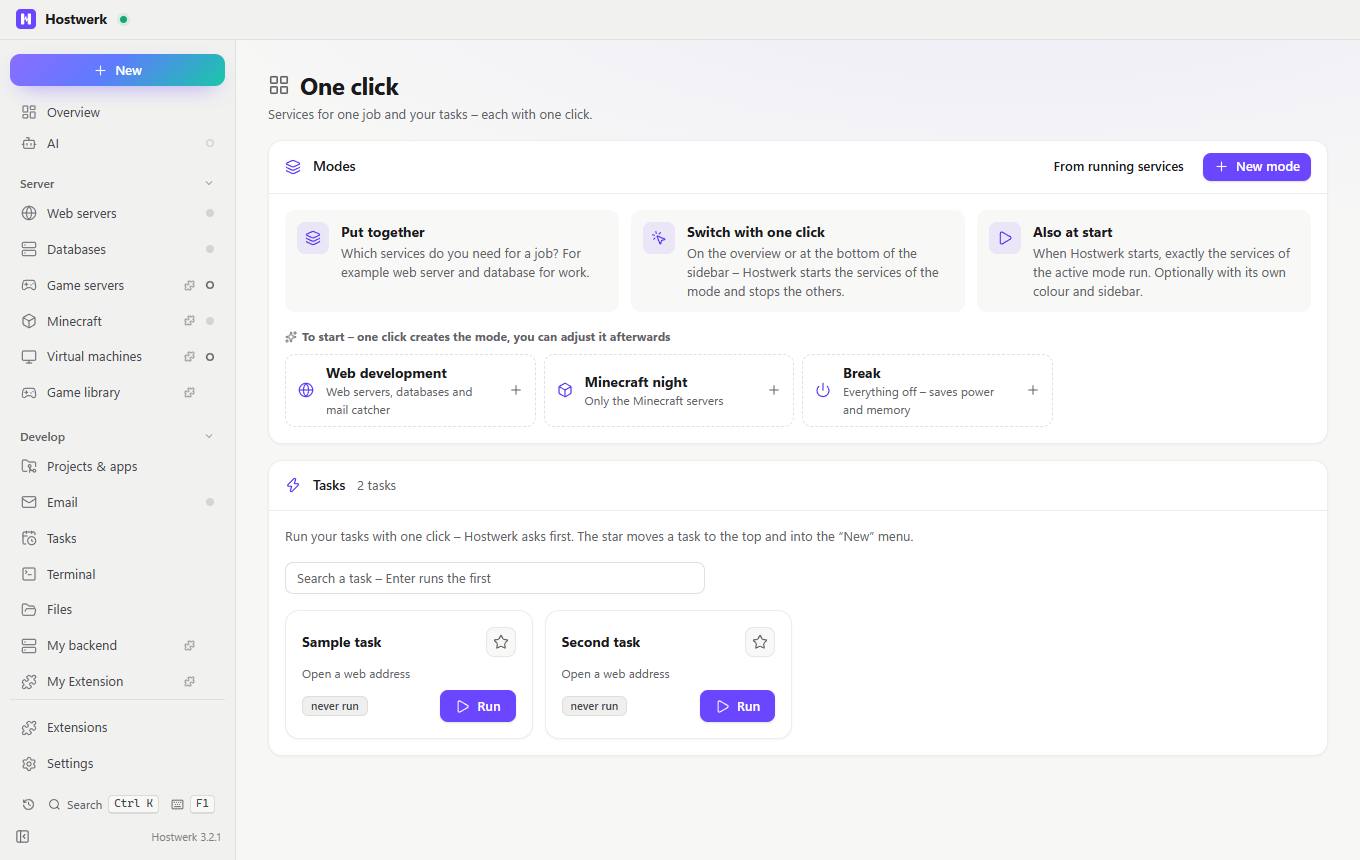 Hostwerk
New
Overview
AI
Server
Web servers
Databases
Game servers
Minecraft
Virtual machines
Game library
Develop
Projects & apps
Email
Tasks
Terminal
Files
My backend
My Extension
Extensions
Settings
Search Ctrl K F1
Hostwerk 3.2.1
One click
Services for one job and your tasks – each with one click.
Modes
From running services
New mode
Put together
Which services do you need for a job? For
example web server and database for work.
Switch with one click
On the overview or at the bottom of the
sidebar – Hostwerk starts the services of the
mode and stops the others.
Also at start
When Hostwerk starts, exactly the services of
the active mode run. Optionally with its own
colour and sidebar.
To start – one click creates the mode, you can adjust it afterwards
Web development
Web servers, databases and
mail catcher
Minecraft night
Only the Minecraft servers
Break
Everything off – saves power
and memory
Tasks 2 tasks
Run your tasks with one click – Hostwerk asks first. The star moves a task to the top and into the “New” menu.
Search a task – Enter runs the first
Sample task
Open a web address
never run
Run
Second task
Open a web address
never run
Run